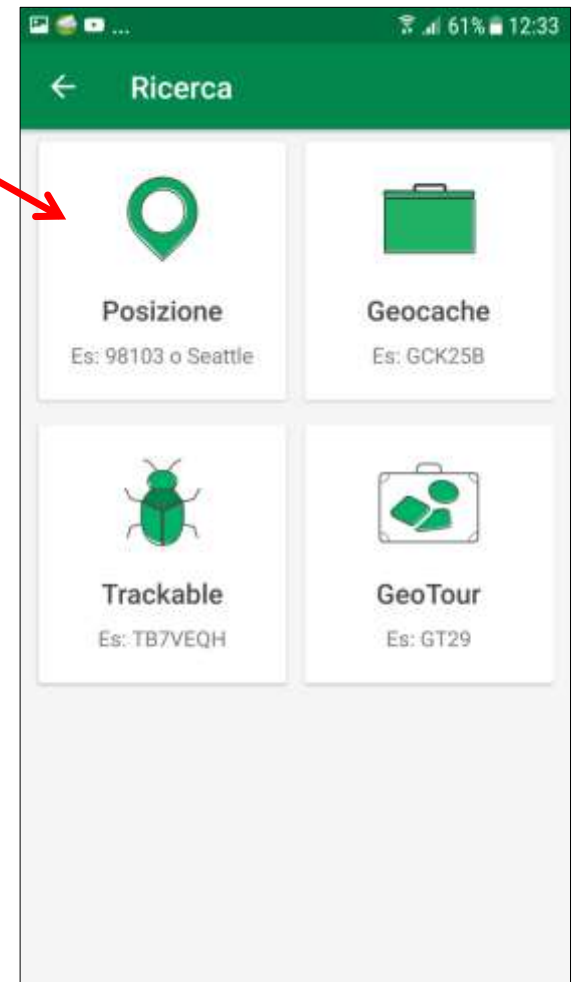 ... 61% 12:33
Ricerca
Posizione
Es: 98103 o Seattle
Geocache
Es: GCK25B
Trackable
Es: TB7VEQH
GeoTour
Es: GT29